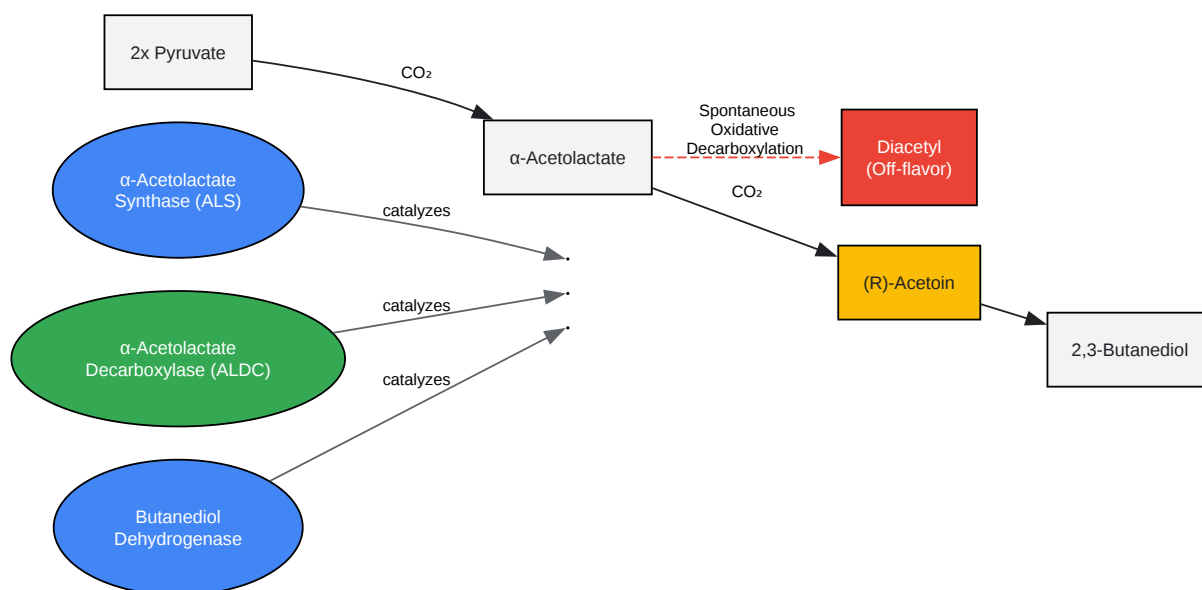 2x Pyruvate
CO₂
α-Acetolactate
Synthase (ALS)
catalyzes
α-Acetolactate
Decarboxylase (ALDC)
catalyzes
Butanediol
Dehydrogenase
catalyzes
α-Acetolactate
Spontaneous
Oxidative
Decarboxylation
CO₂
Diacetyl
(Off-flavor)
(R)-Acetoin
2,3-Butanediol